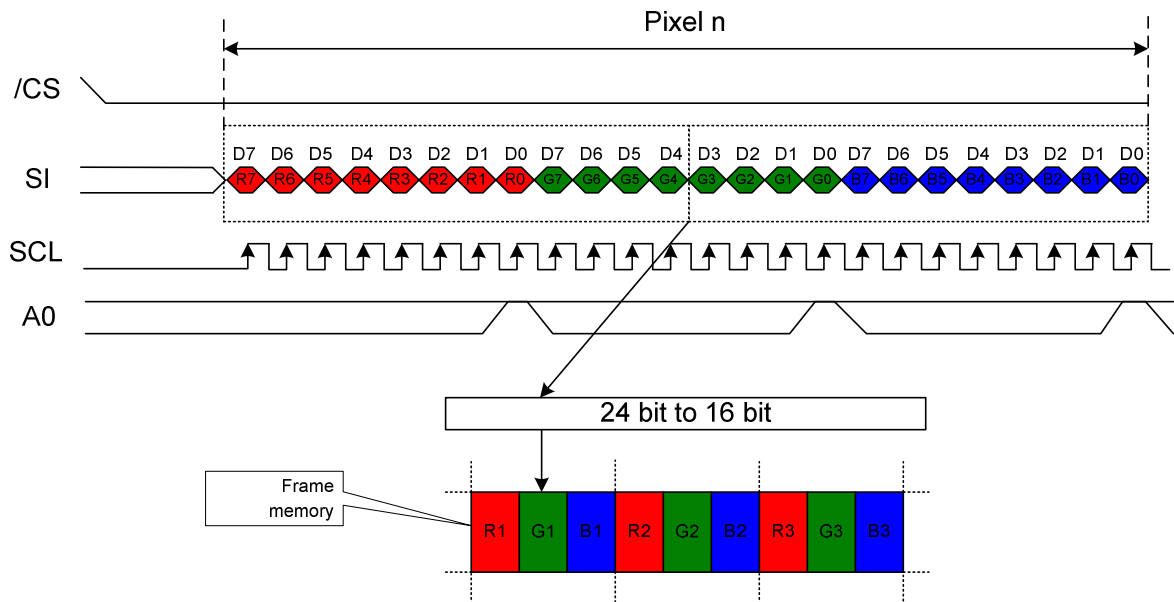 Pixel n
/CS
D7 D6 D5 D4 D3 D2 D1 D0 D7 D6 D5 D4 D3 D2 D1 D0 D7 D6 D5 D4 D3 D2 D1 D0
SI R7 R6 R5 R4 R3 R2 R1 R0 G7 G6 G5 G4 G3 G2 G1 G0 B7 B6 B5 B4 B3 B2 B1 B0
SCL
A0
24 bit to 16 bit
Frame
memory
R1 G1 B1 R2 G2 B2 R3 G3 B3